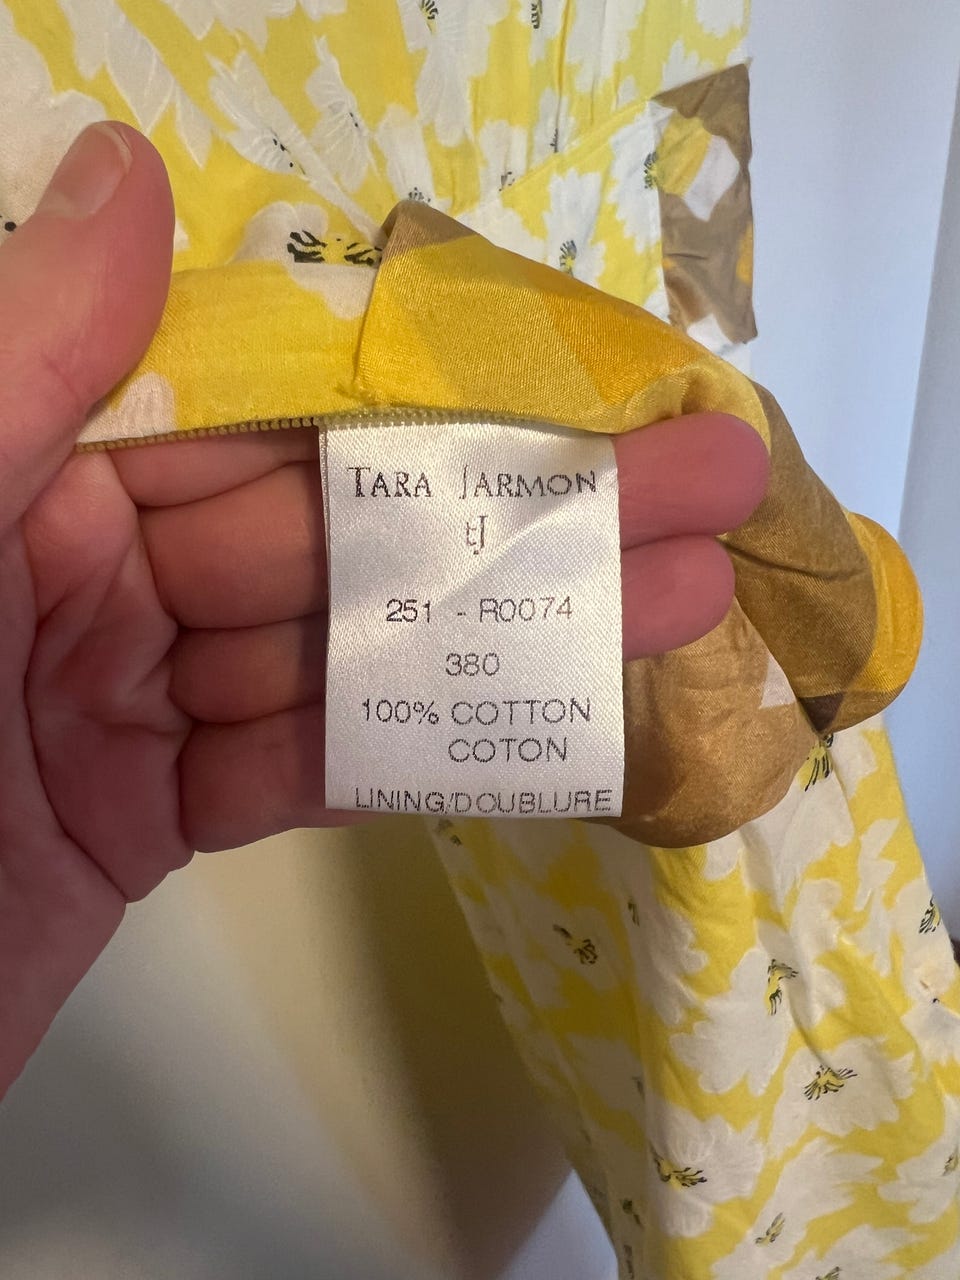 TARA JARMON
tJ
251 - R0074
380
100% COTTON
COTON
LINING/DOUBLURE